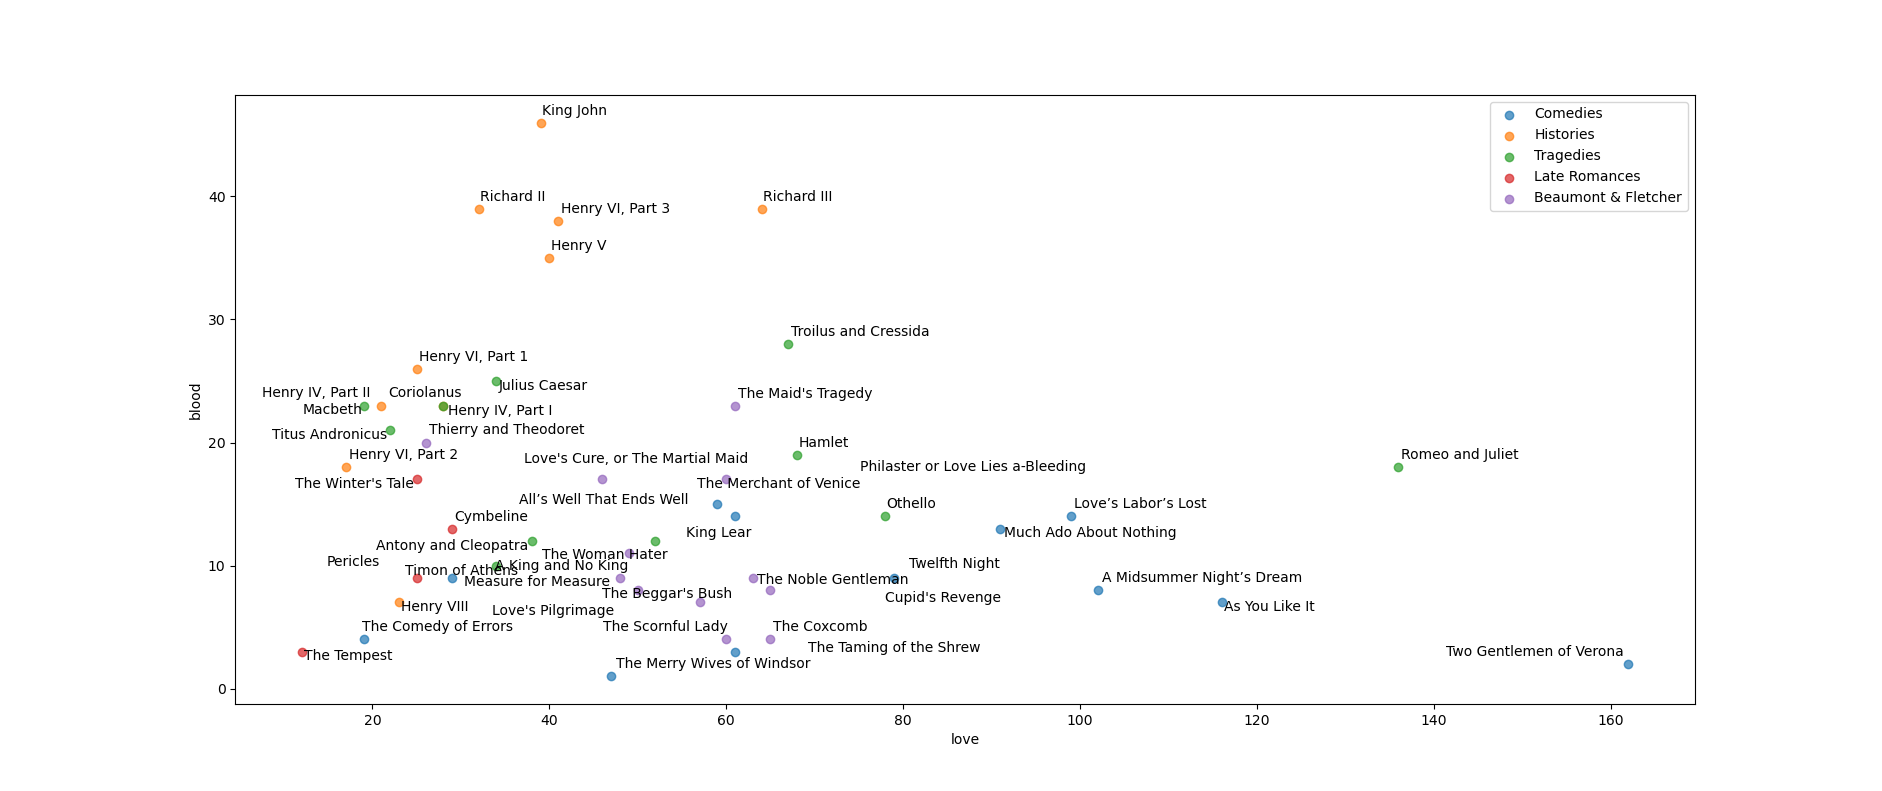 King John
Comedies
Histories
Tragedies
Late Romances
Beaumont & Fletcher
40
Richard II
Henry VI, Part 3
Richard III
Henry V
30
Troilus and Cressida
Henry VI, Part 1
Julius Caesar
Henry IV, Part II
Coriolanus
The Maid's Tragedy
blood
Macbeth
Henry IV, Part I
Titus Andronicus
Thierry and Theodoret
20
Hamlet
Henry VI, Part 2
Love's Cure, or The Martial Maid
Philaster or Love Lies a-Bleeding
Romeo and Juliet
The Winter's Tale
The Merchant of Venice
All’s Well That Ends Well
Othello
Love’s Labor’s Lost
Cymbeline
King Lear
Much Ado About Nothing
Antony and Cleopatra
The Woman Hater
Pericles
A King and No King
Twelfth Night
10
Timon of Athens
Measure for Measure
The Noble Gentleman
A Midsummer Night’s Dream
The Beggar's Bush
Cupid's Revenge
Henry VIII
Love's Pilgrimage
As You Like It
The Comedy of Errors
The Scornful Lady
The Coxcomb
The Taming of the Shrew
The Tempest
Two Gentlemen of Verona
The Merry Wives of Windsor
0
20
40
60
80
100
120
140
160
love